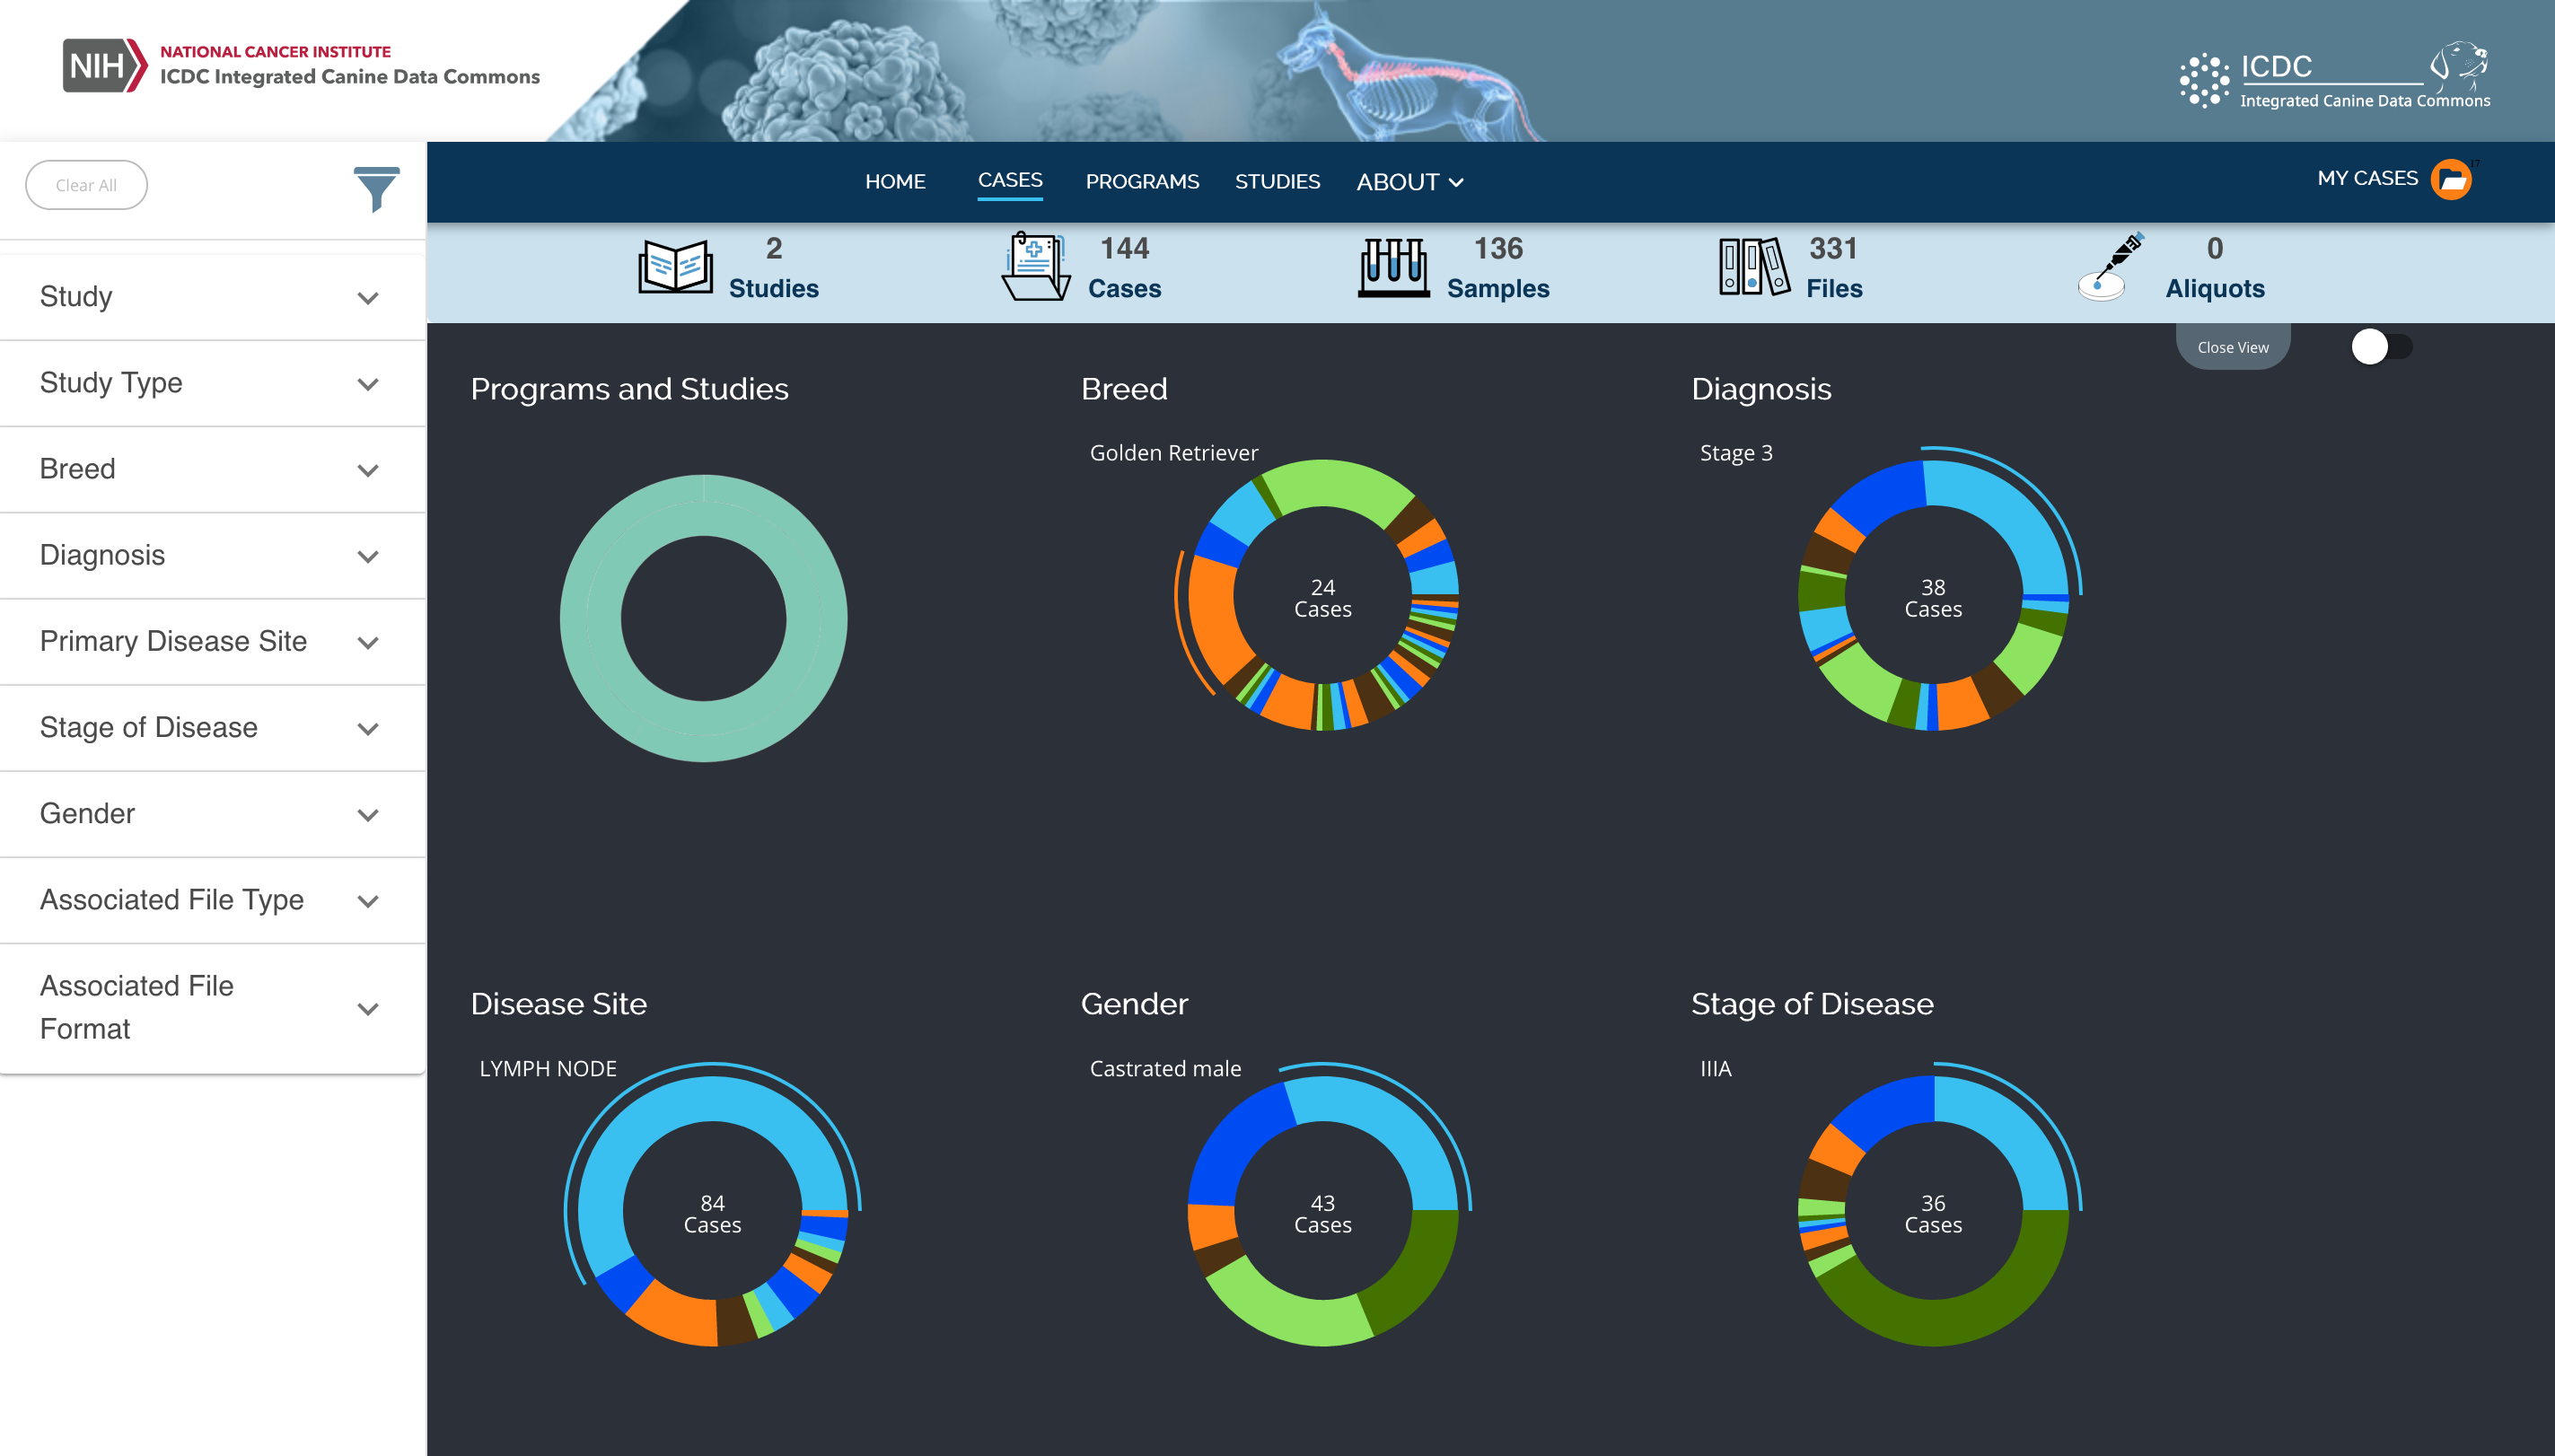 NIH
NATIONAL CANCER INSTITUTE
ICDC Integrated Canine Data Commons
ICDC
Integrated Canine Data Commons
Clear All
HOME
CASES
PROGRAMS
STUDIES
ABOUT
MY CASES
17
2
Studies
144
Cases
136
Samples
331
Files
0
Aliquots
Close View
Study
Study Type
Breed
Diagnosis
Primary Disease Site
Stage of Disease
Gender
Associated File Type
Associated File
Format
Programs and Studies
Breed
Golden Retriever
24
Cases
Diagnosis
Stage 3
38
Cases
Disease Site
LYMPH NODE
84
Cases
Gender
Castrated male
43
Cases
Stage of Disease
IIIA
36
Cases